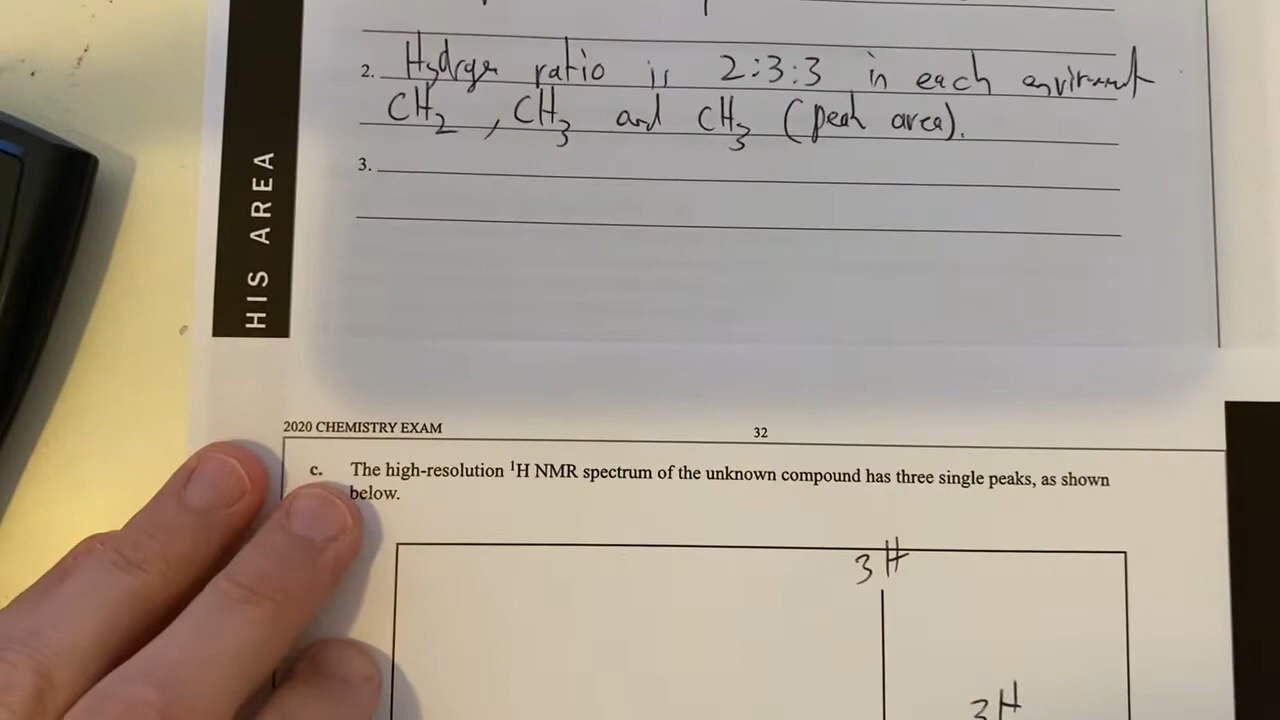 2. Hydrogen ratio is 2:3:3 in each environment
CH2, CH3 and CH3 (peak area).
3.
HIS AREA
2020 CHEMISTRY EXAM 32
c. The high-resolution ¹H NMR spectrum of the unknown compound has three single peaks, as shown
below.
3H
3H